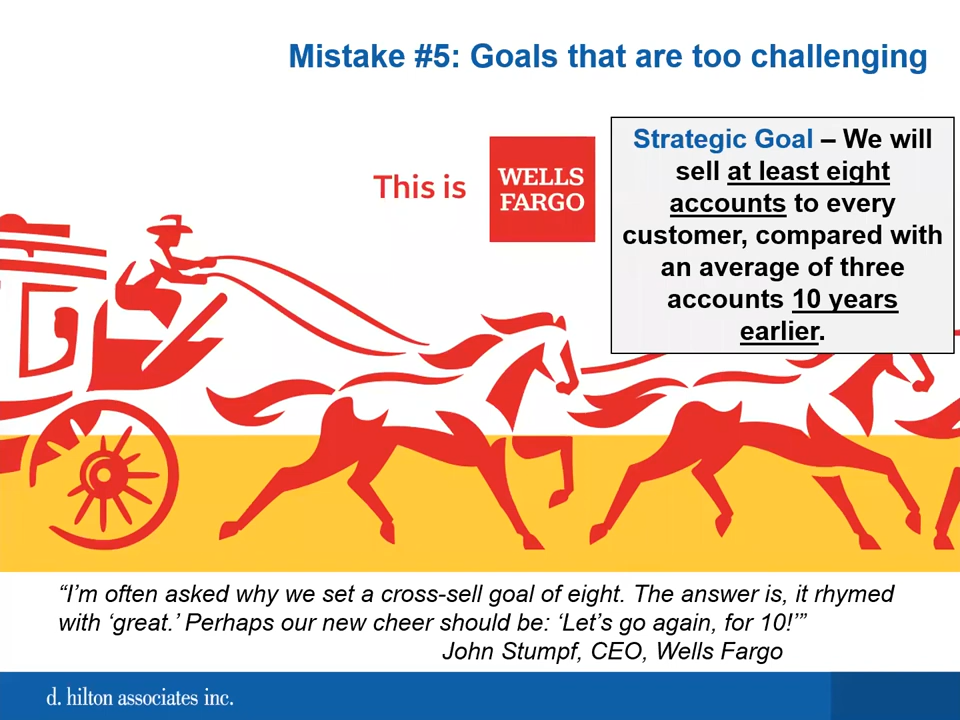 Mistake #5: Goals that are too challenging
This is
WELLS
FARGO
Strategic Goal – We will
sell at least eight
accounts to every
customer, compared with
an average of three
accounts 10 years
earlier.
“I’m often asked why we set a cross-sell goal of eight. The answer is, it rhymed
with ‘great.’ Perhaps our new cheer should be: ‘Let’s go again, for 10!’”
John Stumpf, CEO, Wells Fargo
d. hilton associates inc.